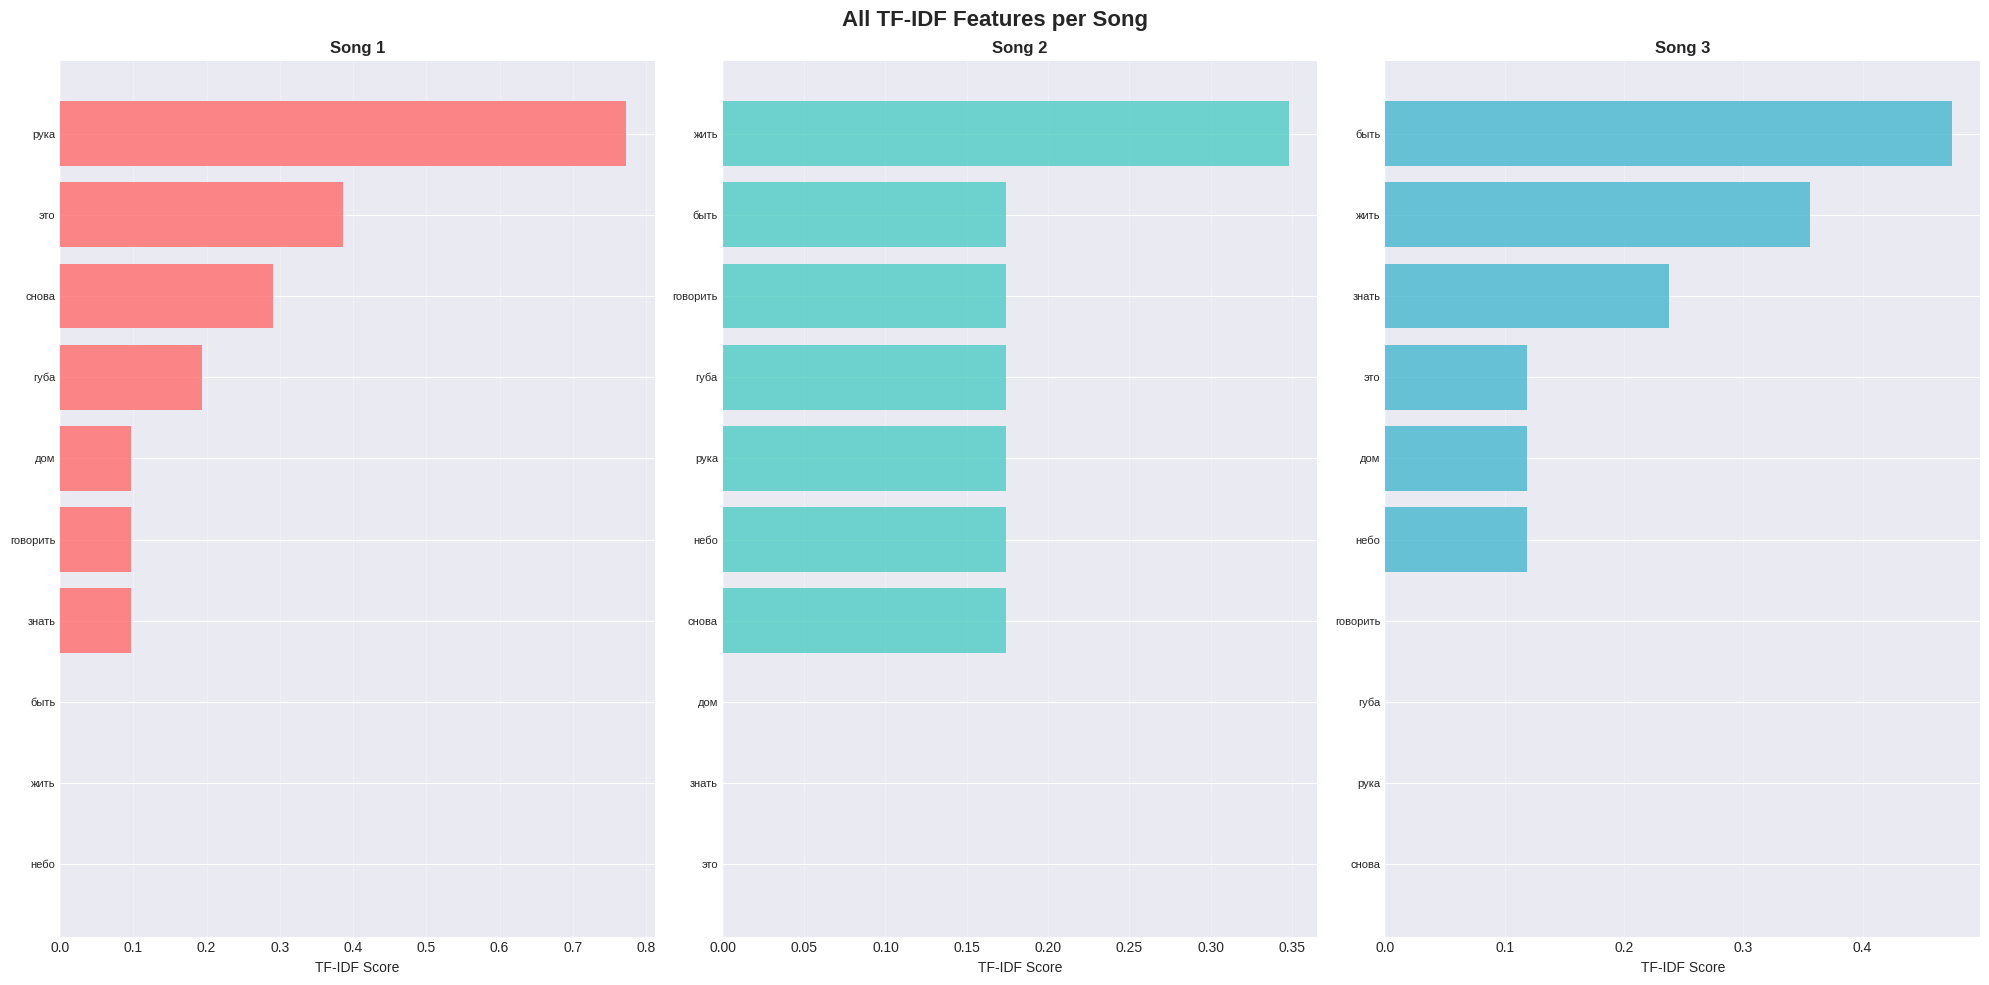 All TF-IDF Features per Song
Song 1
рука
это
снова
губа
дом
говорить
знать
быть
жить
небо
0.0 0.1 0.2 0.3 0.4 0.5 0.6 0.7 0.8
TF-IDF Score
Song 2
жить
быть
говорить
губа
рука
небо
снова
дом
знать
это
0.00 0.05 0.10 0.15 0.20 0.25 0.30 0.35
TF-IDF Score
Song 3
быть
жить
знать
это
дом
небо
говорить
губа
рука
снова
0.0 0.1 0.2 0.3 0.4
TF-IDF Score